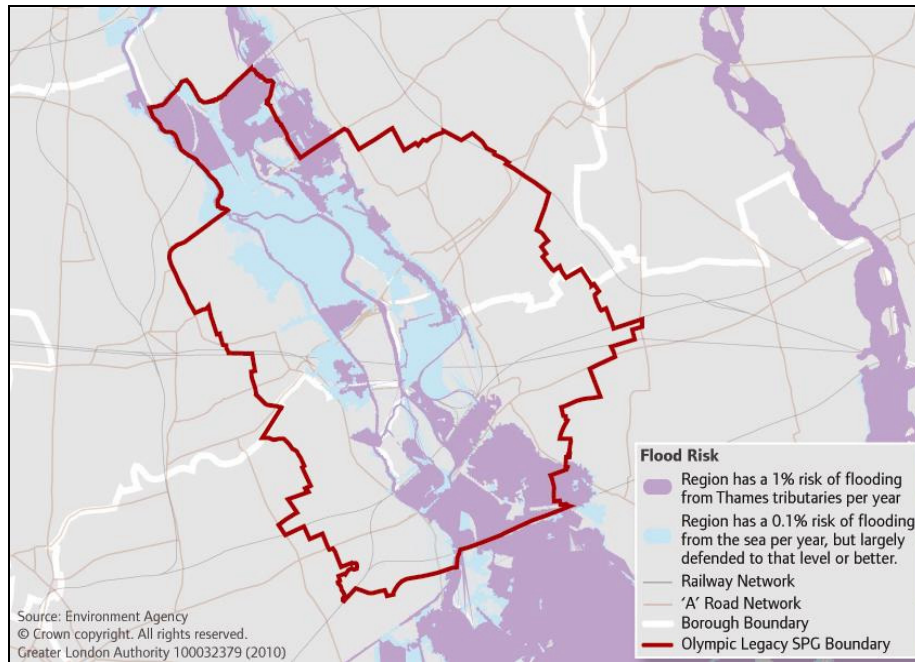 Flood Risk
Region has a 1% risk of flooding
from Thames tributaries per year
Region has a 0.1% risk of flooding
from the sea per year, but largely
defended to that level or better.
Railway Network
'A' Road Network
Borough Boundary
Olympic Legacy SPG Boundary
Source: Environment Agency
© Crown copyright. All rights reserved.
Greater London Authority 100032379 (2010)